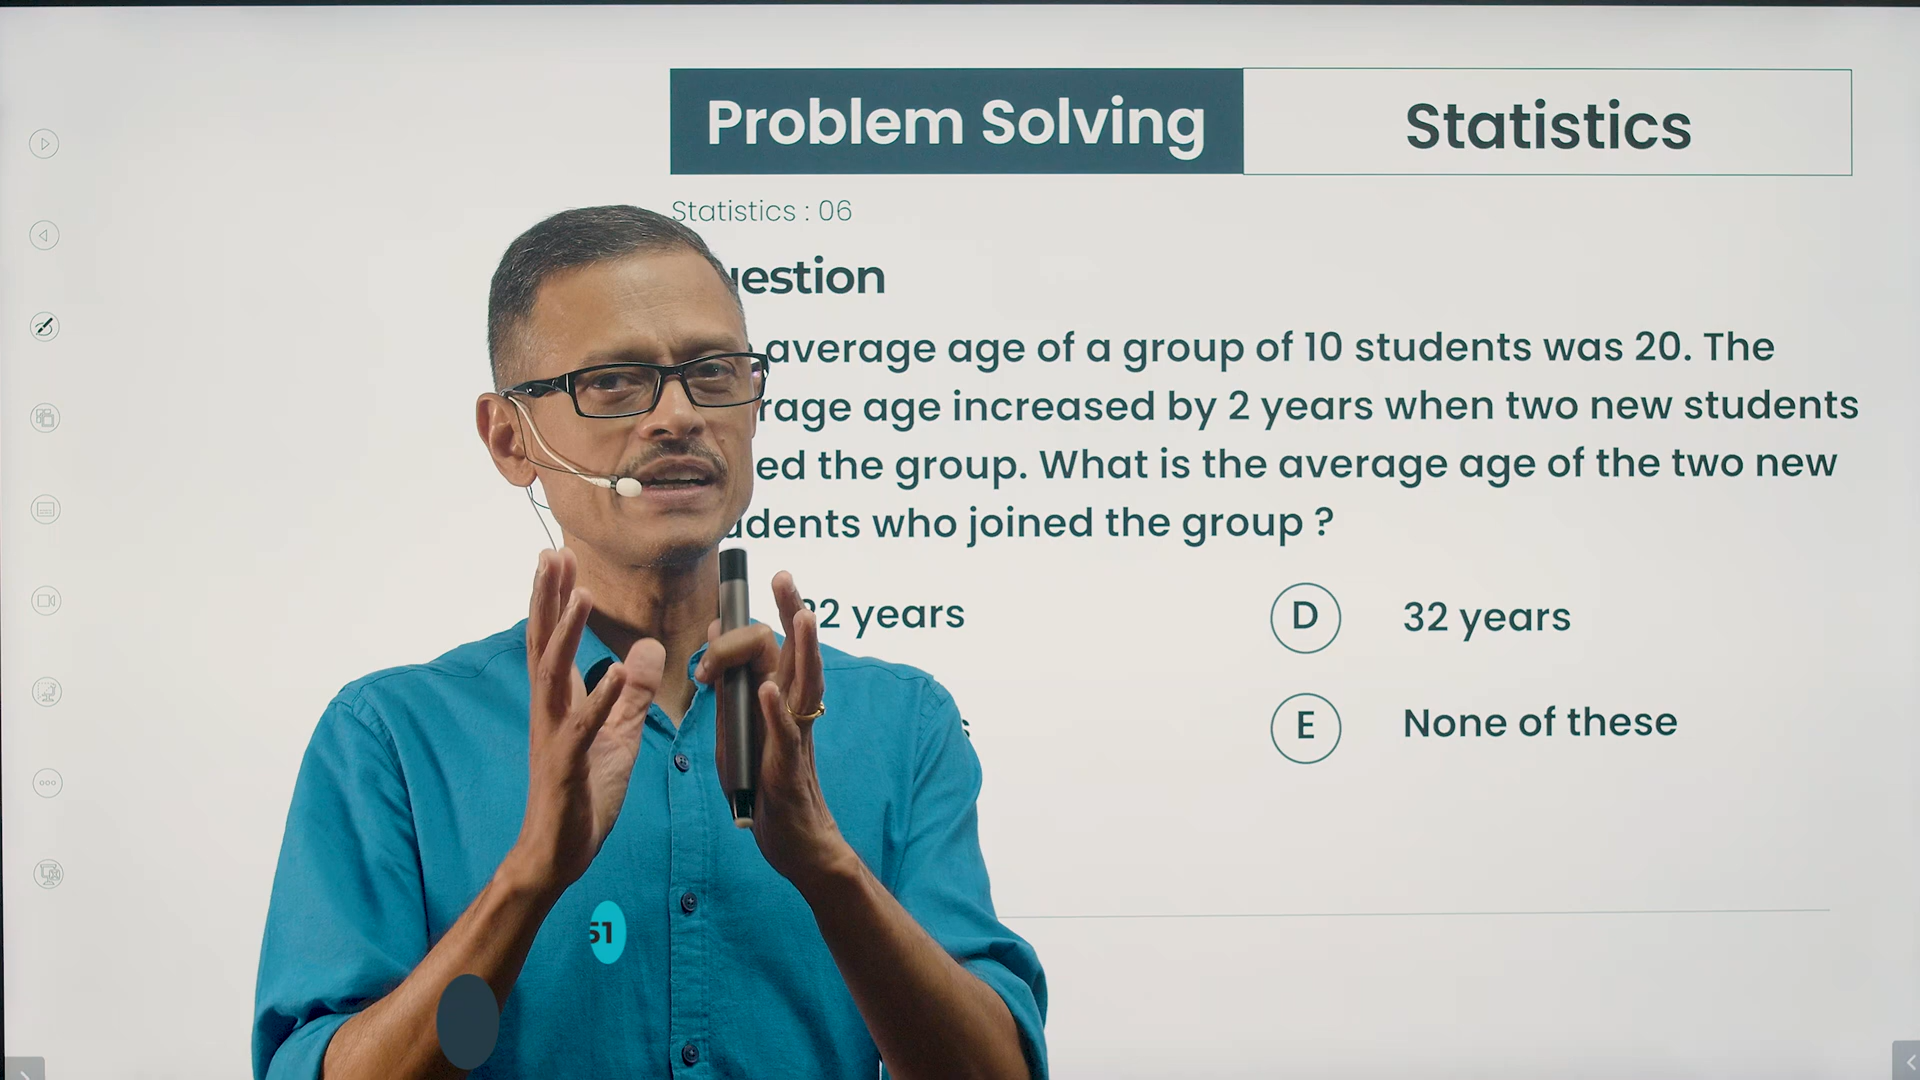 Problem Solving
Statistics
Statistics : 06
estion
average age of a group of 10 students was 20. The
rage age increased by 2 years when two new students
ed the group. What is the average age of the two new
dents who joined the group ?
22 years
D 32 years
E None of these
51